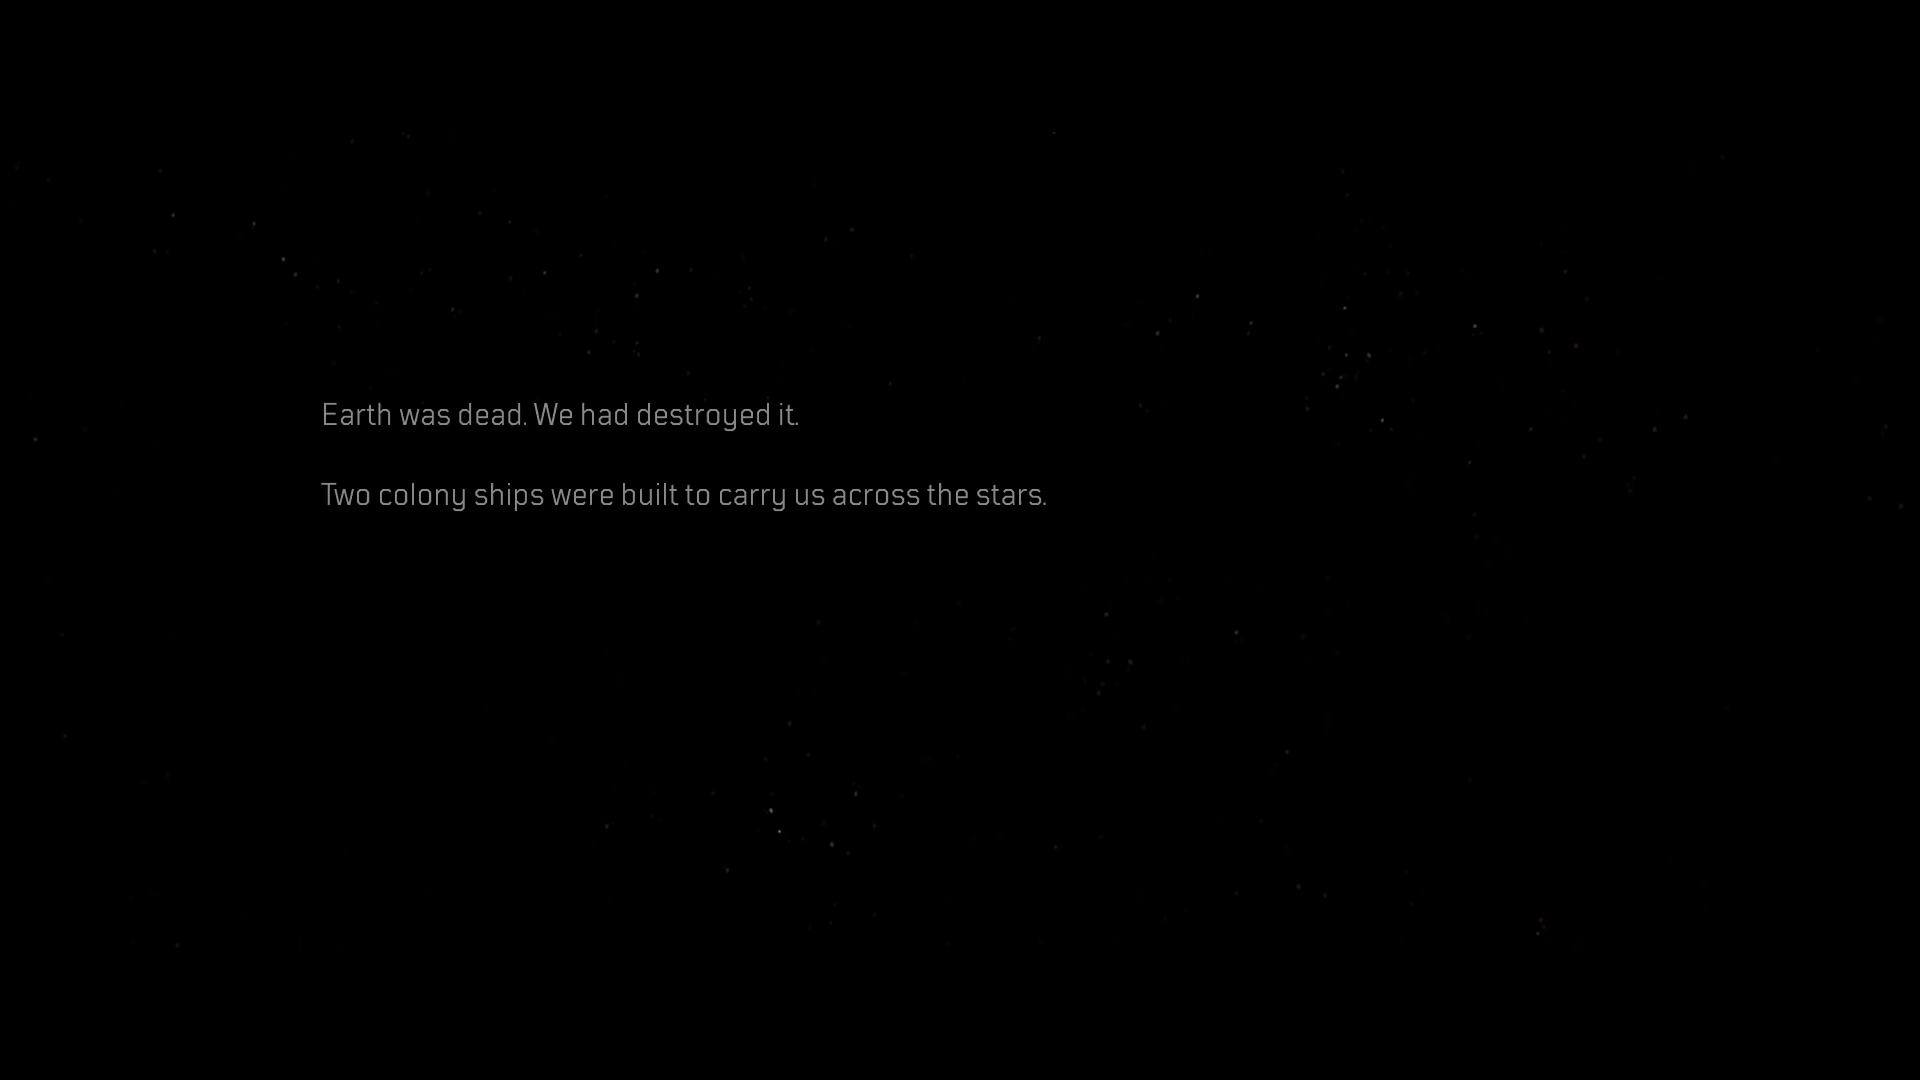 Earth was dead. We had destroyed it.
Two colony ships were built to carry us across the stars.